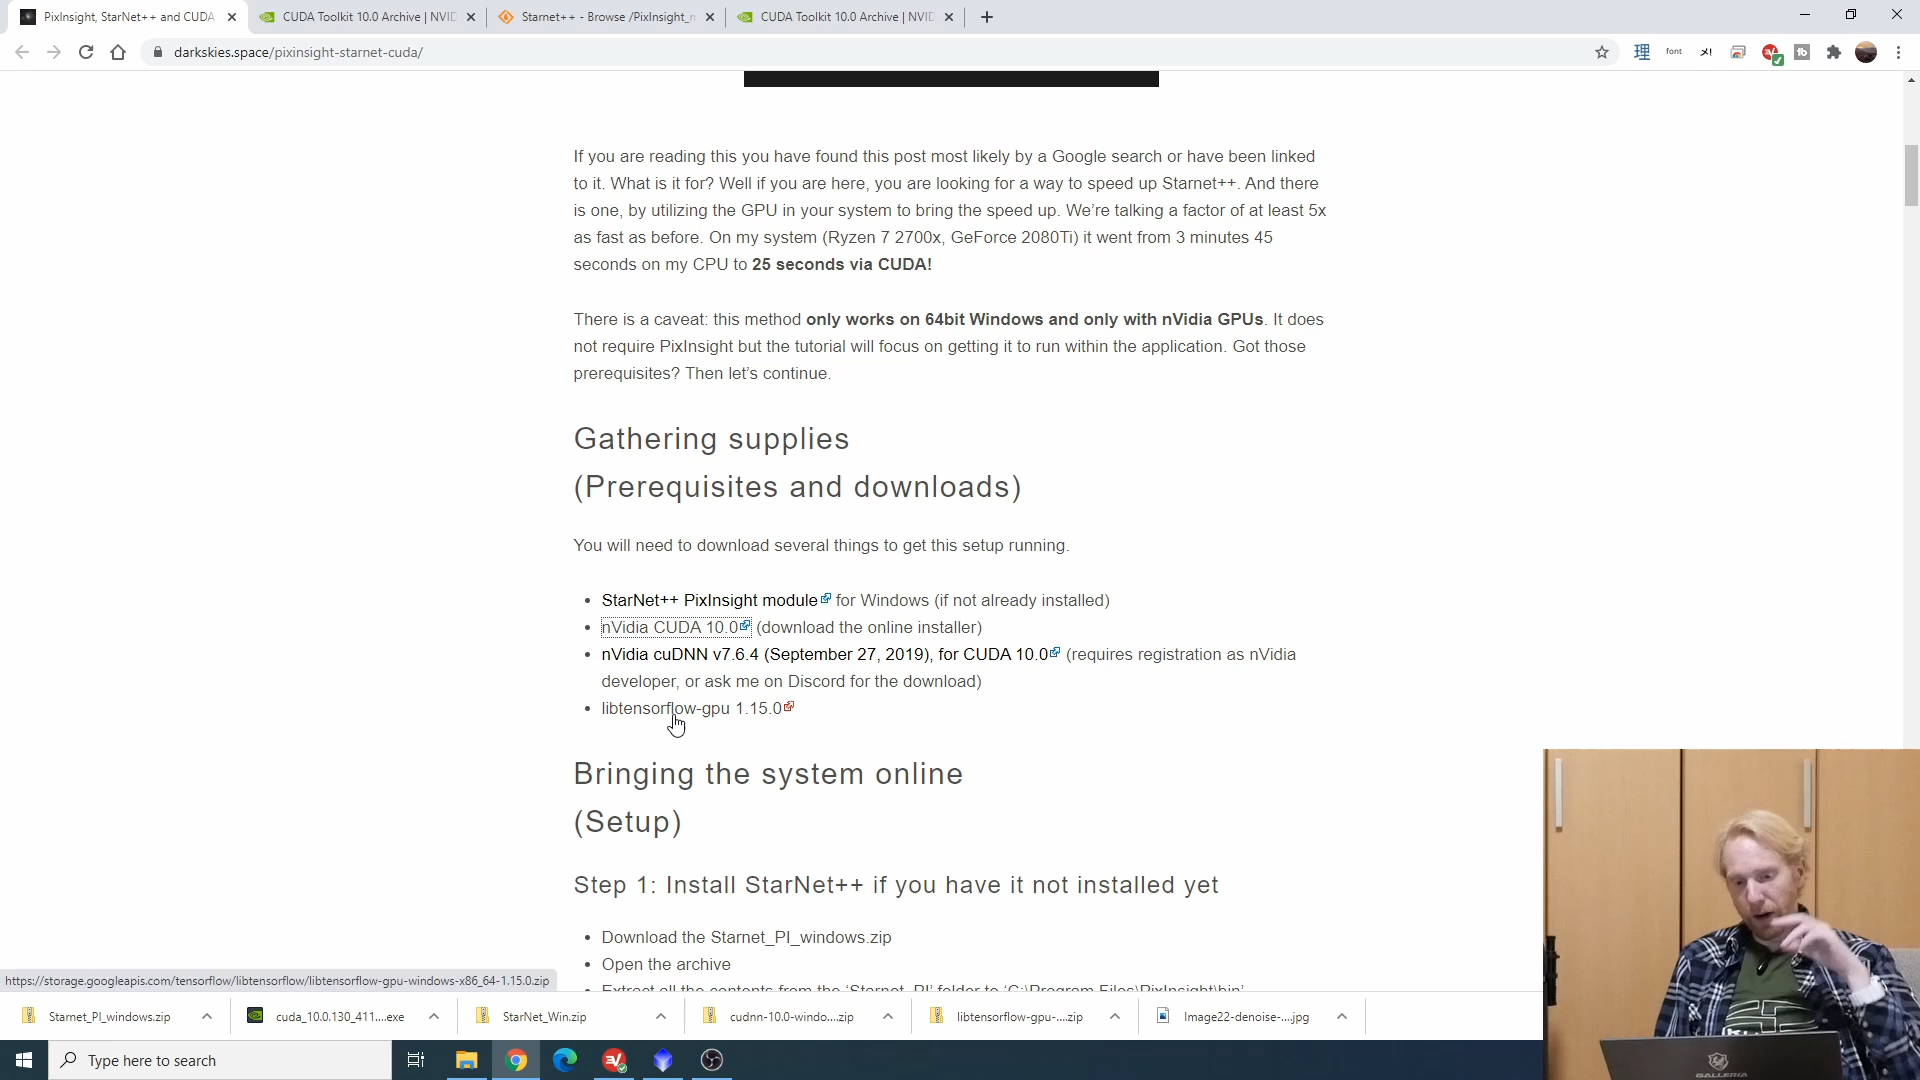 PixInsight, StarNet++ and CUDA
CUDA Toolkit 10.0 Archive | NVID
Starnet++ - Browse /PixInsight_
CUDA Toolkit 10.0 Archive | NVID
darkskies.space/pixinsight-starnet-cuda/
font
If you are reading this you have found this post most likely by a Google search or have been linked
to it. What is it for? Well if you are here, you are looking for a way to speed up Starnet++. And there
is one, by utilizing the GPU in your system to bring the speed up. We're talking a factor of at least 5x
as fast as before. On my system (Ryzen 7 2700x, GeForce 2080Ti) it went from 3 minutes 45
seconds on my CPU to 25 seconds via CUDA!
There is a caveat: this method only works on 64bit Windows and only with nVidia GPUs. It does
not require PixInsight but the tutorial will focus on getting it to run within the application. Got those
prerequisites? Then let's continue.
Gathering supplies
(Prerequisites and downloads)
You will need to download several things to get this setup running.
• StarNet++ PixInsight module for Windows (if not already installed)
• nVidia CUDA 10.0 (download the online installer)
• nVidia cuDNN v7.6.4 (September 27, 2019), for CUDA 10.0 (requires registration as nVidia
developer, or ask me on Discord for the download)
• libtensorflow-gpu 1.15.0
Bringing the system online
(Setup)
Step 1: Install StarNet++ if you have it not installed yet
• Download the Starnet_PI_windows.zip
• Open the archive
• Extract all the contents from the 'Starnet_PI' folder to 'C:\Program Files\PixInsight\bin'
https://storage.googleapis.com/tensorflow/libtensorflow/libtensorflow-gpu-windows-x86_64-1.15.0.zip
Starnet_PI_windows.zip
cuda_10.0.130_411....exe
StarNet_Win.zip
cudnn-10.0-windo....zip
libtensorflow-gpu-....zip
Image22-denoise-....jpg
Type here to search
GALLERIA